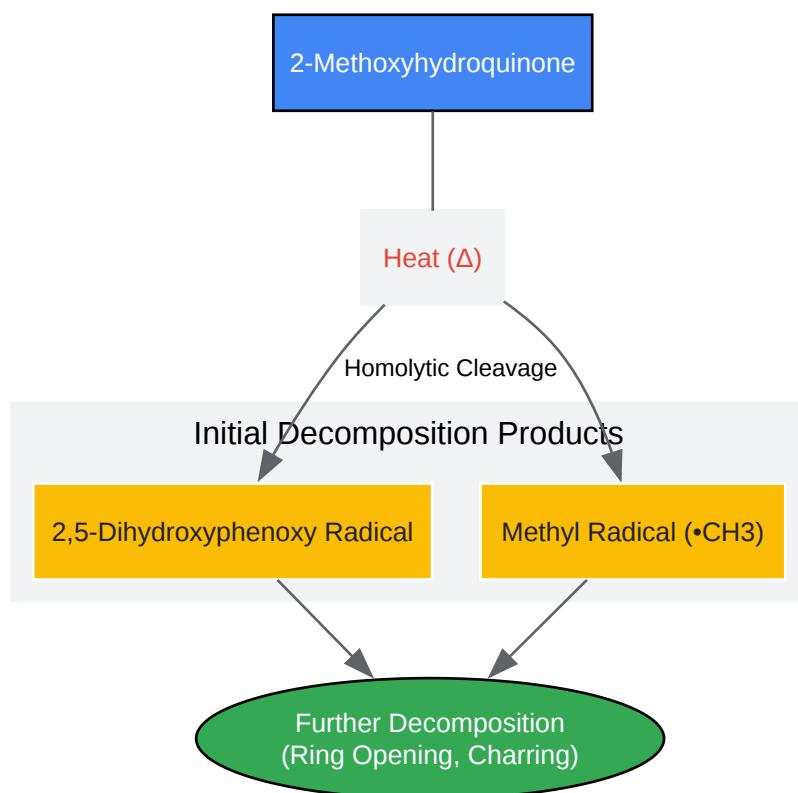 2-Methoxyhydroquinone
Heat (Δ)
Homolytic Cleavage
Initial Decomposition Products
2,5-Dihydroxyphenoxy Radical
Methyl Radical (•CH3)
Further Decomposition
(Ring Opening, Charring)